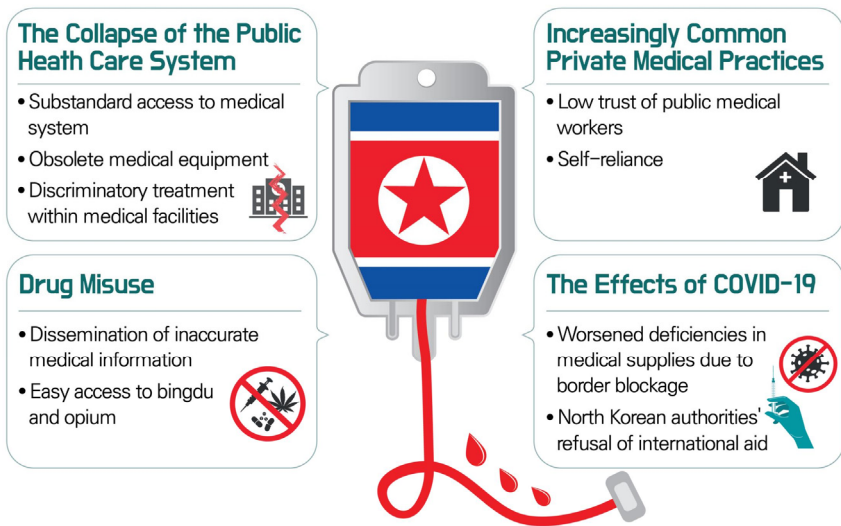 The Collapse of the Public
Heath Care System
• Substandard access to medical
system
• Obsolete medical equipment
• Discriminatory treatment
within medical facilities
Increasingly Common
Private Medical Practices
• Low trust of public medical
workers
• Self-reliance
Drug Misuse
• Dissemination of inaccurate
medical information
• Easy access to bingdu
and opium
The Effects of COVID-19
• Worsened deficiencies in
medical supplies due to
border blockage
• North Korean authorities'
refusal of international aid